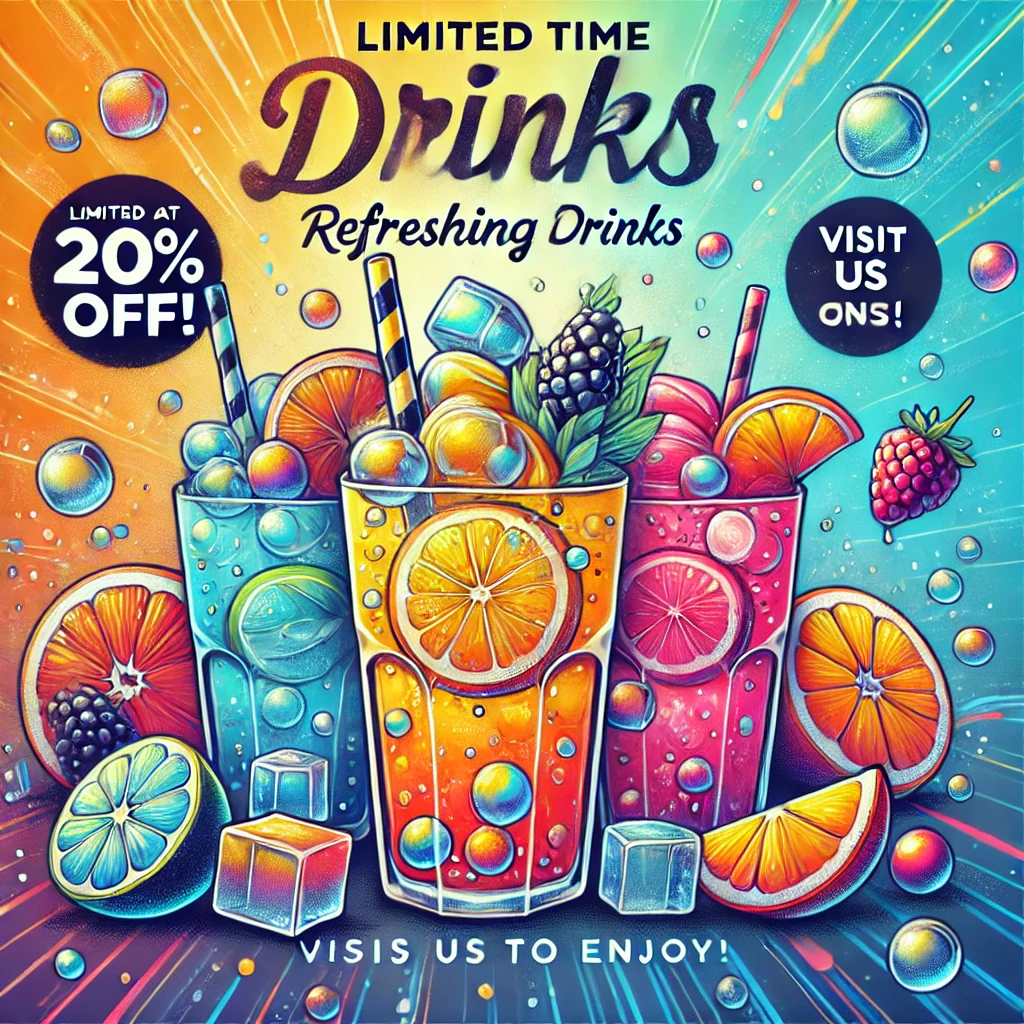 LIMITED TIME
Drinks
Refreshing Drinks
LIMITED AT
20%
OFF!
VISIT
US
ONS!
VISIS US TO ENJOY!